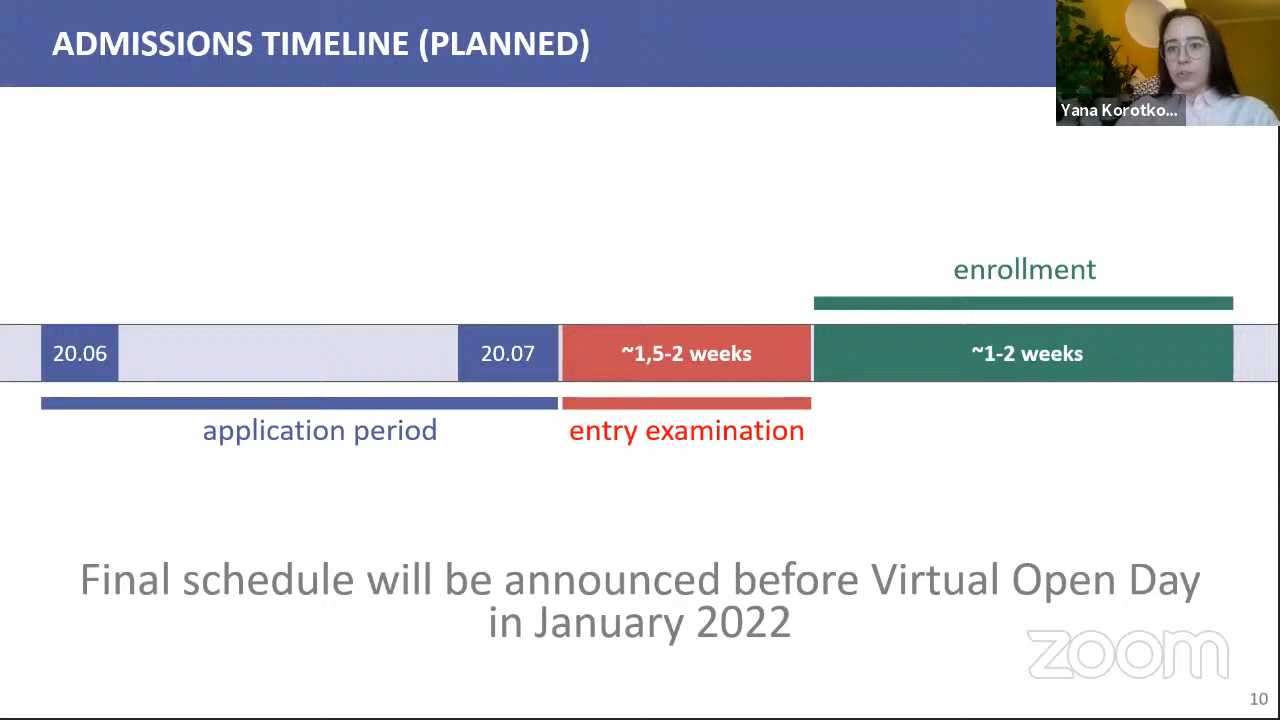 ADMISSIONS TIMELINE (PLANNED)
Yana Korotko...
enrollment
20.06
20.07
~1,5-2 weeks
~1-2 weeks
application period
entry examination
Final schedule will be announced before Virtual Open Day
in January 2022
zoom
10